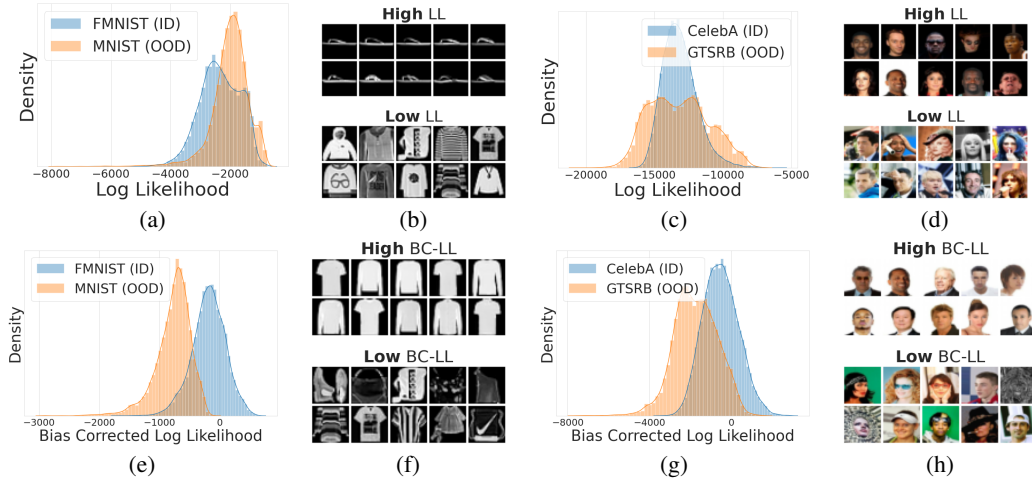 FMNIST (ID)
MNIST (OOD)
Density
−8000 −6000 −4000 −2000
Log Likelihood
(a)
High LL
Low LL
(b)
CelebA (ID)
GTSRB (OOD)
Density
−20000 −15000 −10000 −5000
Log Likelihood
(c)
High LL
Low LL
(d)
FMNIST (ID)
MNIST (OOD)
Density
−3000 −2000 −1000 0
Bias Corrected Log Likelihood
(e)
High BC-LL
Low BC-LL
(f)
CelebA (ID)
GTSRB (OOD)
Density
−8000 −4000 0
Bias Corrected Log Likelihood
(g)
High BC-LL
Low BC-LL
(h)